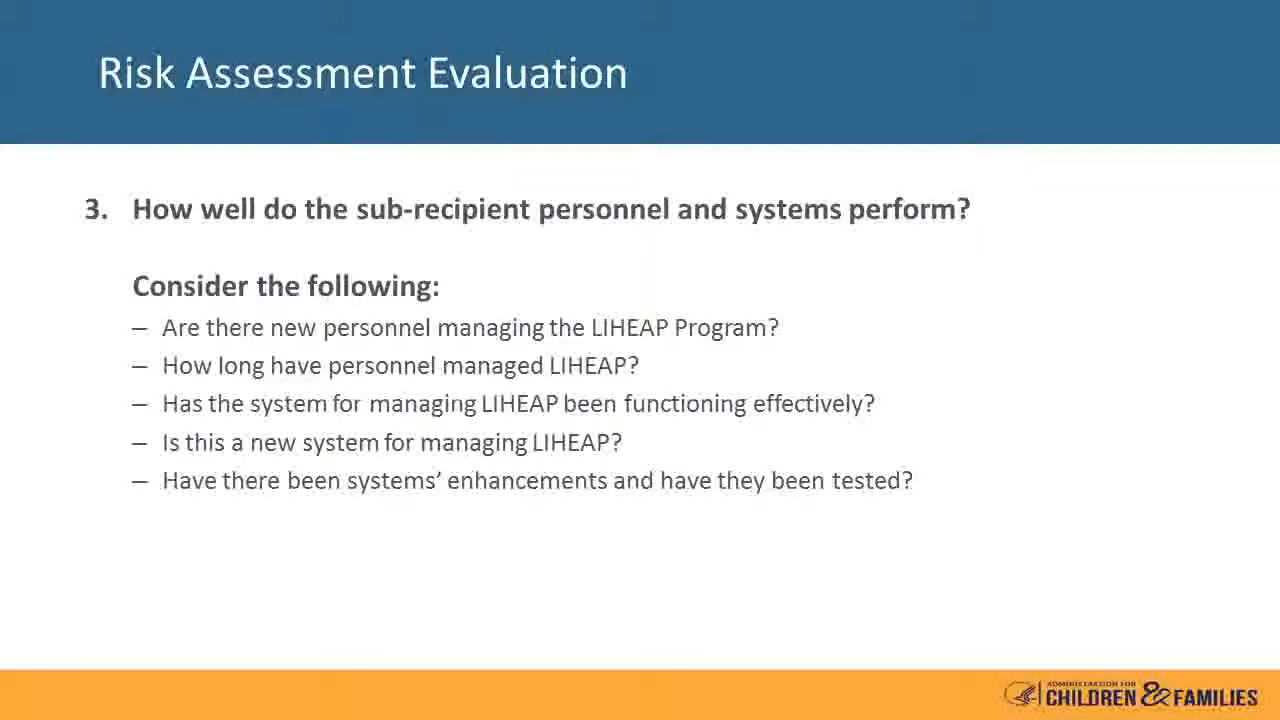 Risk Assessment Evaluation
3. How well do the sub-recipient personnel and systems perform?
Consider the following:
– Are there new personnel managing the LIHEAP Program?
– How long have personnel managed LIHEAP?
– Has the system for managing LIHEAP been functioning effectively?
– Is this a new system for managing LIHEAP?
– Have there been systems’ enhancements and have they been tested?
ADMINISTRATION FOR
CHILDREN & FAMILIES